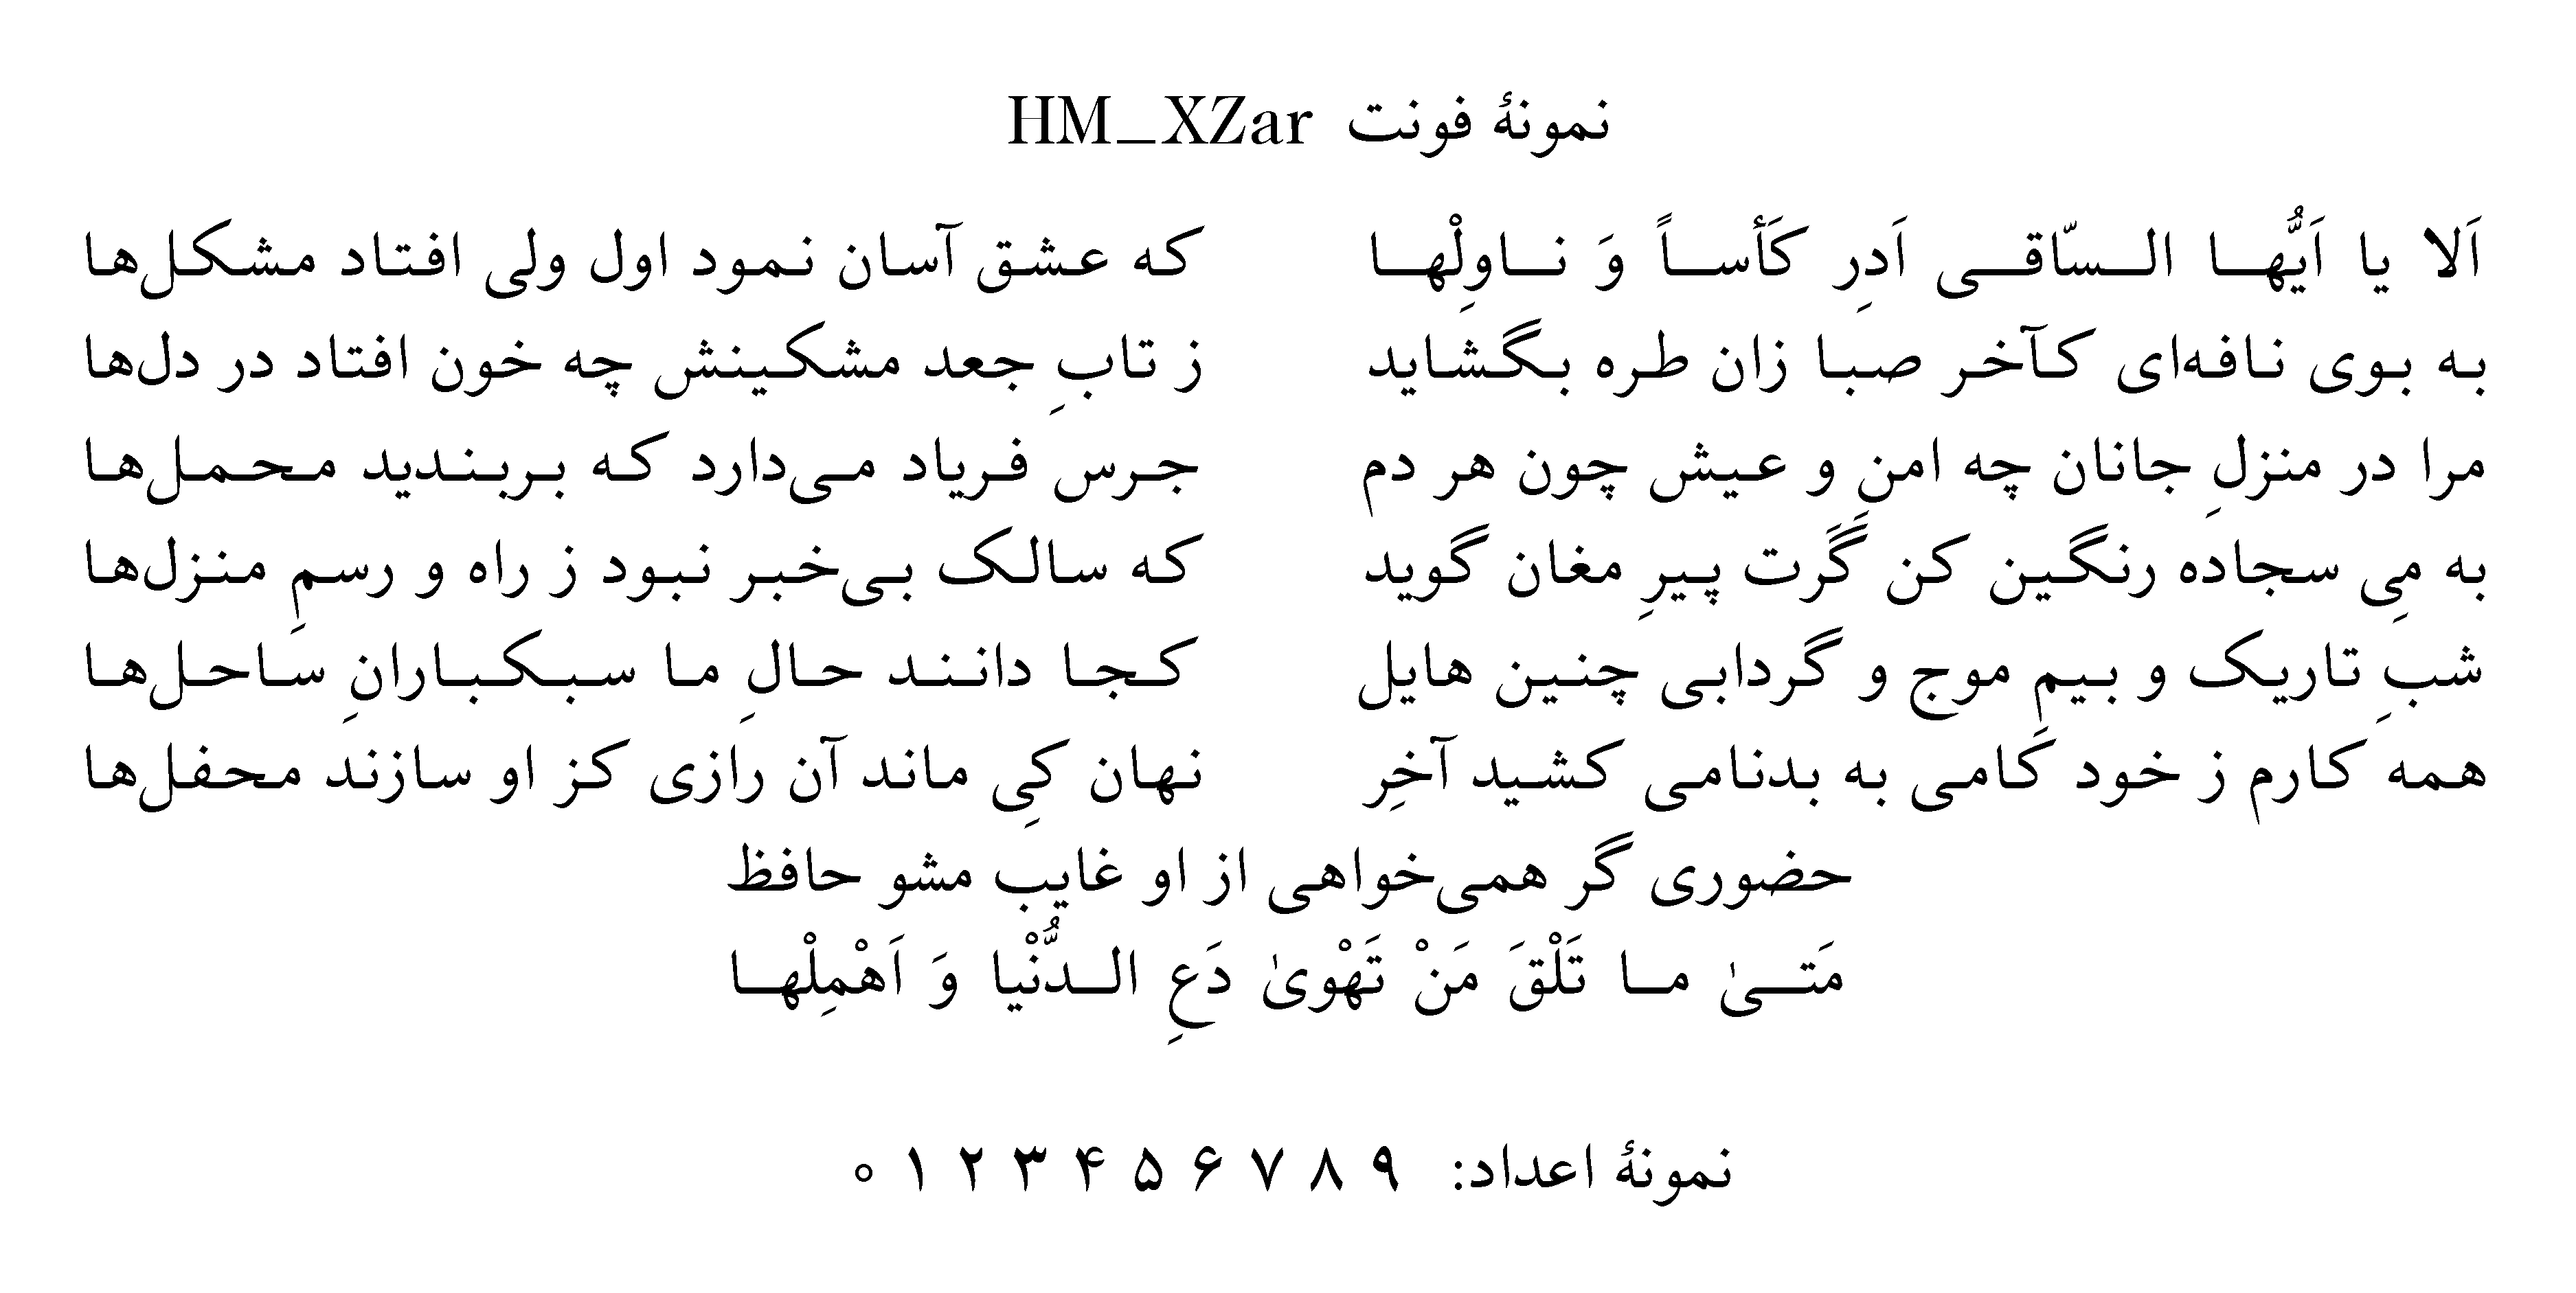 نمونهٔ فونت HM_XZar
اَلا یا اَیُّها السّاقی اَدرِ کَأساً وَ ناوِلْها که عشق آسان نمود اول ولی افتاد مشکل‌ها
به بوی نافه‌ای کآخر صبا زان طره بگشاید ز تابِ جعد مشکینش چه خون افتاد در دل‌ها
مرا در منزلِ جانان چه امن و عیش چون هر دم جرس فریاد می‌دارد که بربندید محمل‌ها
به مِی سجاده رنگین کن گَرت پیرِ مغان گوید که سالک بی‌خبر نبود ز راه و رسمِ منزل‌ها
شبِ تاریک و بیمِ موج و گردابی چنین هایل کجا دانند حالِ ما سبکبارانِ ساحل‌ها
همه کارم ز خود کامی به بدنامی کشید آخِر نهان کِی ماند آن رازی کز او سازند محفل‌ها
حضوری گر همی‌خواهی از او غایب مشو حافظ
مَتیٰ ما تَلْقَ مَنْ تَهْویٰ دَعِ الدُّنْیا وَ اَهْمِلْها
نمونهٔ اعداد: ۹ ۸ ۷ ۶ ۵ ۴ ۳ ۲ ۱ ۰